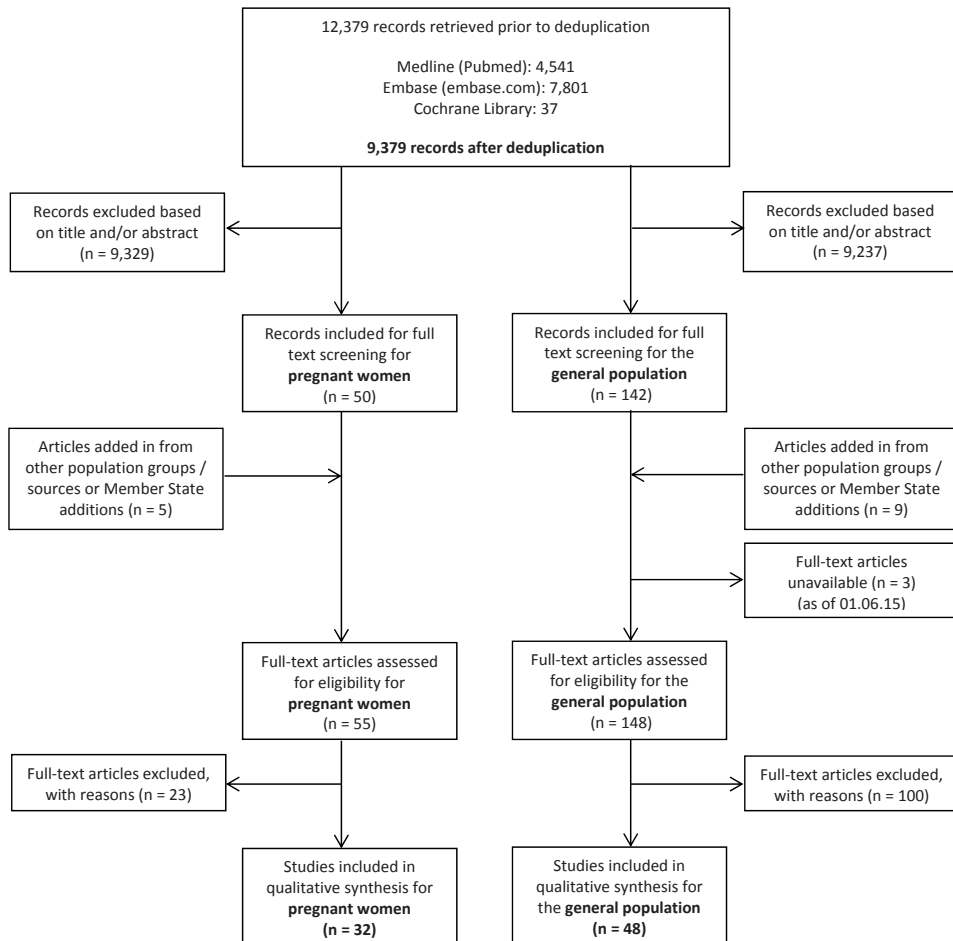 12,379 records retrieved prior to deduplication
Medline (Pubmed): 4,541
Embase (embase.com): 7,801
Cochrane Library: 37
9,379 records after deduplication
Records excluded based
on title and/or abstract
(n = 9,329)
Records excluded based
on title and/or abstract
(n = 9,237)
Records included for full
text screening for
pregnant women
(n = 50)
Records included for full
text screening for the
general population
(n = 142)
Articles added in from
other population groups /
sources or Member State
additions (n = 5)
Articles added in from
other population groups /
sources or Member State
additions (n = 9)
Full-text articles
unavailable (n = 3)
(as of 01.06.15)
Full-text articles assessed
for eligibility for
pregnant women
(n = 55)
Full-text articles assessed
for eligibility for the
general population
(n = 148)
Full-text articles excluded,
with reasons (n = 23)
Full-text articles excluded,
with reasons (n = 100)
Studies included in
qualitative synthesis for
pregnant women
(n = 32)
Studies included in
qualitative synthesis for
the general population
(n = 48)